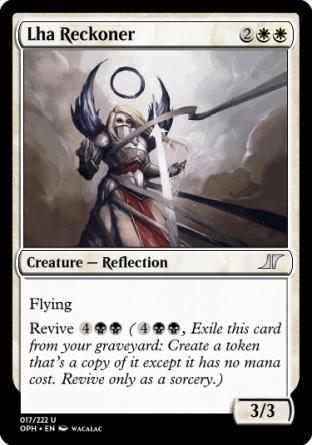 Lha Reckoner 2
Creature — Reflection
Flying
Revive 4 ( 4, Exile this card
from your graveyard: Create a token
that's a copy of it except it has no mana
cost. Revive only as a sorcery.)
017/222 U
OPH • EN WACALAC
3/3